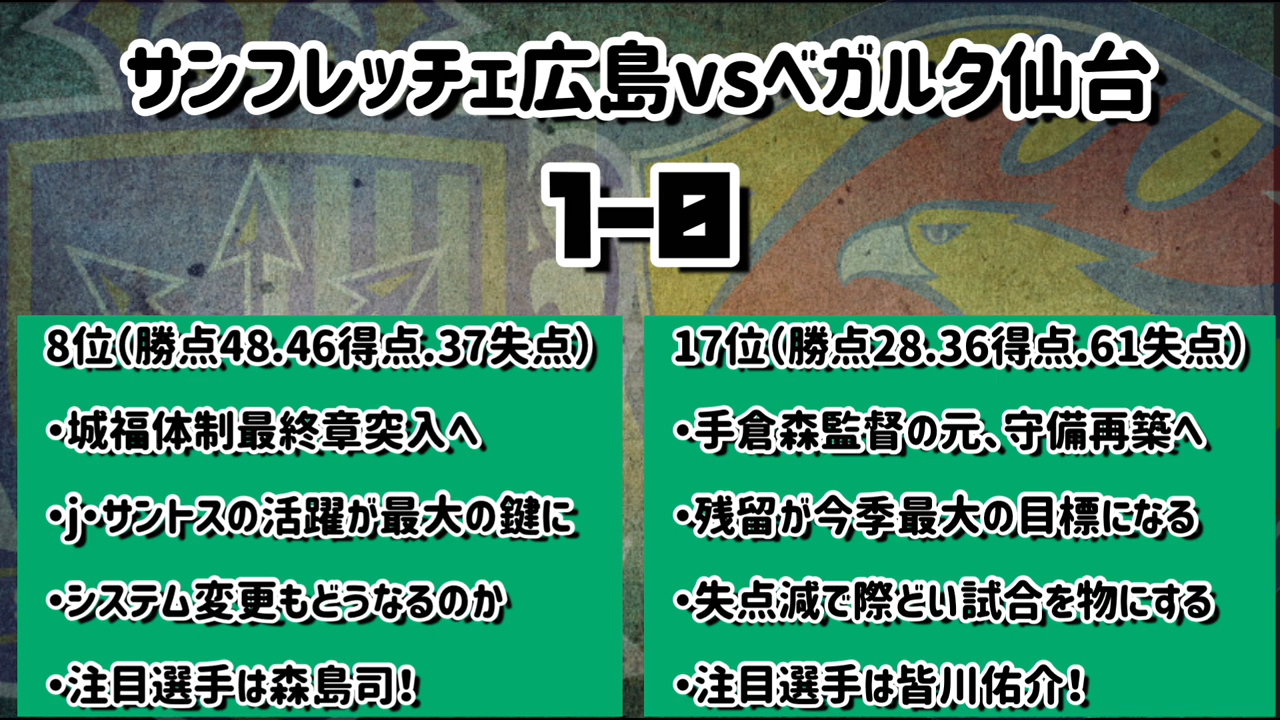 サンフレッチェ広島vsベガルタ仙台
1-0
8位(勝点48.46得点.37失点)
・城福体制最終章突入へ
・j・サントスの活躍が最大の鍵に
・システム変更もどうなるのか
・注目選手は森島司!
17位(勝点28.36得点.61失点)
・手倉森監督の元、守備再築へ
・残留が今季最大の目標になる
・失点減で際どい試合を物にする
・注目選手は皆川佑介!